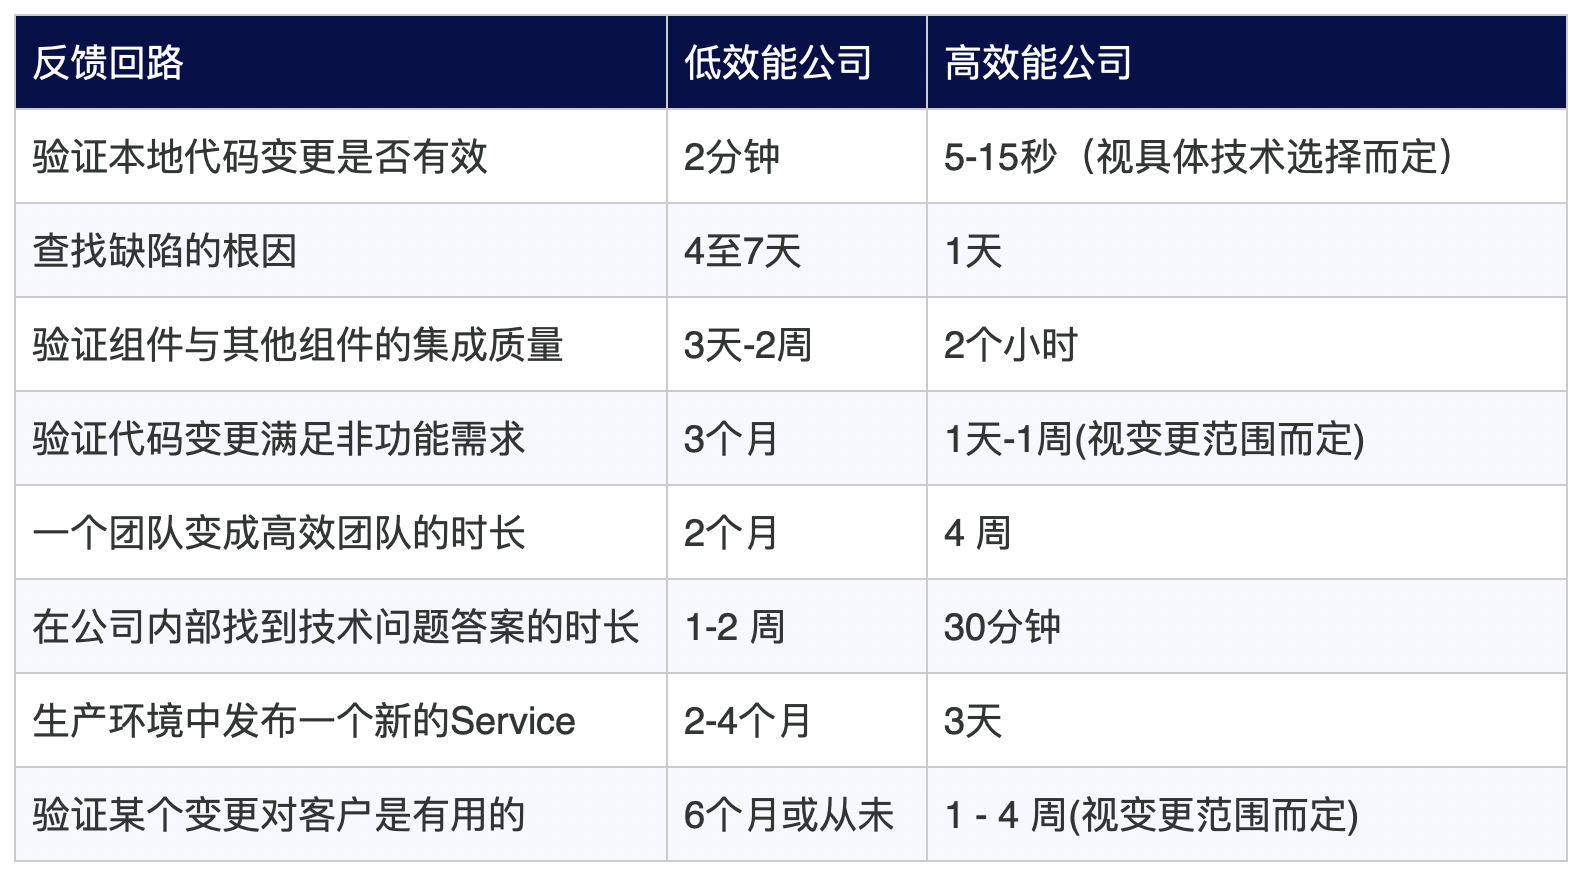 反馈回路 低效能公司 高效能公司
验证本地代码变更是否有效 2分钟 5-15秒（视具体技术选择而定）
查找缺陷的根因 4至7天 1天
验证组件与其他组件的集成质量 3天-2周 2个小时
验证代码变更满足非功能需求 3个月 1天-1周(视变更范围而定)
一个团队变成高效团队的时长 2个月 4 周
在公司内部找到技术问题答案的时长 1-2 周 30分钟
生产环境中发布一个新的Service 2-4个月 3天
验证某个变更对客户是有用的 6个月或从未 1 - 4 周(视变更范围而定)